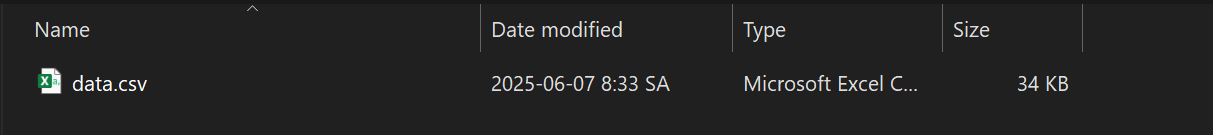 Name Date modified Type Size
data.csv 2025-06-07 8:33 SA Microsoft Excel C... 34 KB